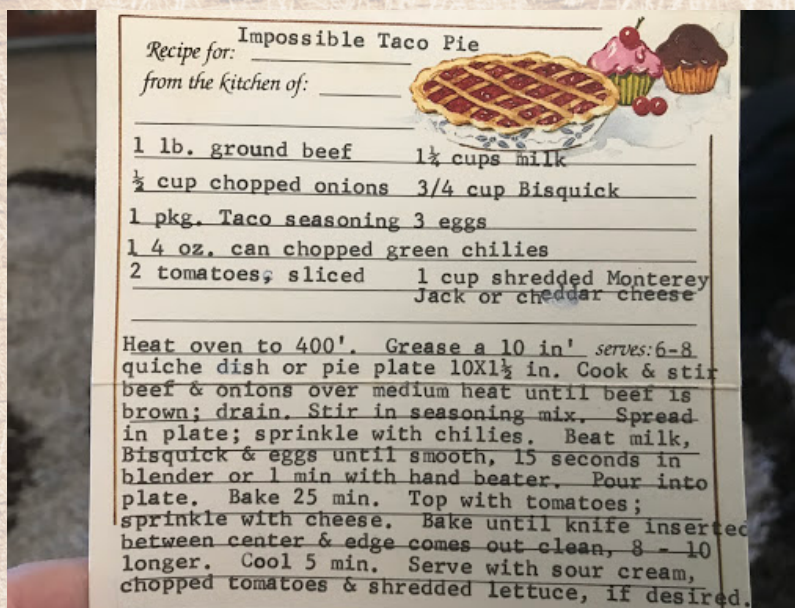 Recipe for: Impossible Taco Pie
from the kitchen of:
1 lb. ground beef 1¼ cups milk
½ cup chopped onions 3/4 cup Bisquick
1 pkg. Taco seasoning 3 eggs
1 4 oz. can chopped green chilies
2 tomatoes, sliced 1 cup shredded Monterey
Jack or cheddar cheese
Heat oven to 400'. Grease a 10 in' serves: 6-8
quiche dish or pie plate 10X1½ in. Cook & stir
beef & onions over medium heat until beef is
brown; drain. Stir in seasoning mix. Spread
in plate; sprinkle with chilies. Beat milk,
Bisquick & eggs until smooth, 15 seconds in
blender or 1 min with hand beater. Pour into
plate. Bake 25 min. Top with tomatoes;
sprinkle with cheese. Bake until knife inserted
between center & edge comes out clean, 8 - 10
longer. Cool 5 min. Serve with sour cream,
chopped tomatoes & shredded lettuce, if desired.